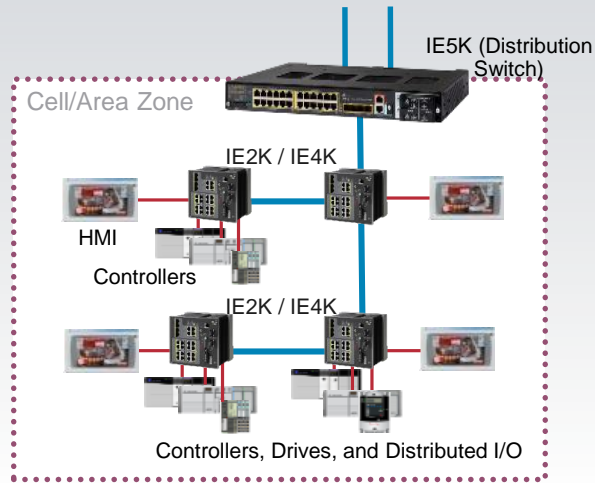 IE5K (Distribution
Switch)
Cell/Area Zone
IE2K / IE4K
HMI
Controllers
IE2K / IE4K
Controllers, Drives, and Distributed I/O